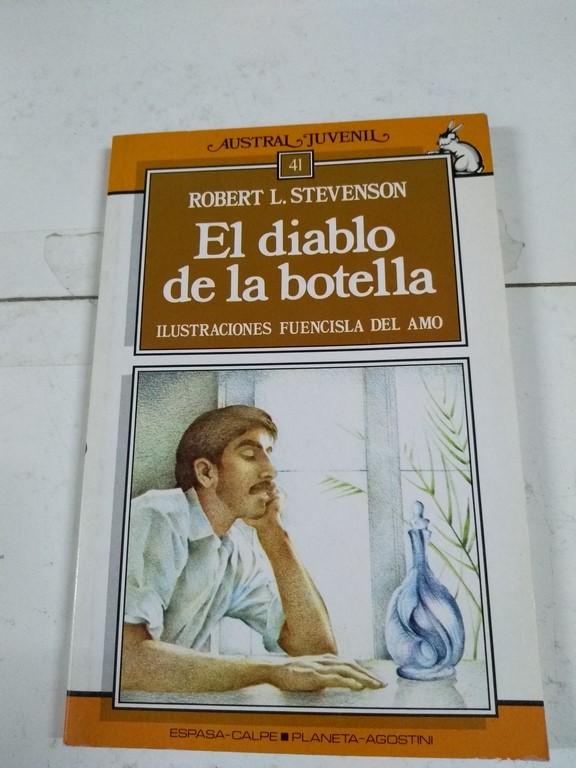 AUSTRAL JUVENIL
41
ROBERT L. STEVENSON
El diablo
de la botella
ILUSTRACIONES FUENCISLA DEL AMO
ESPASA-CALPE ■ PLANETA-AGOSTINI